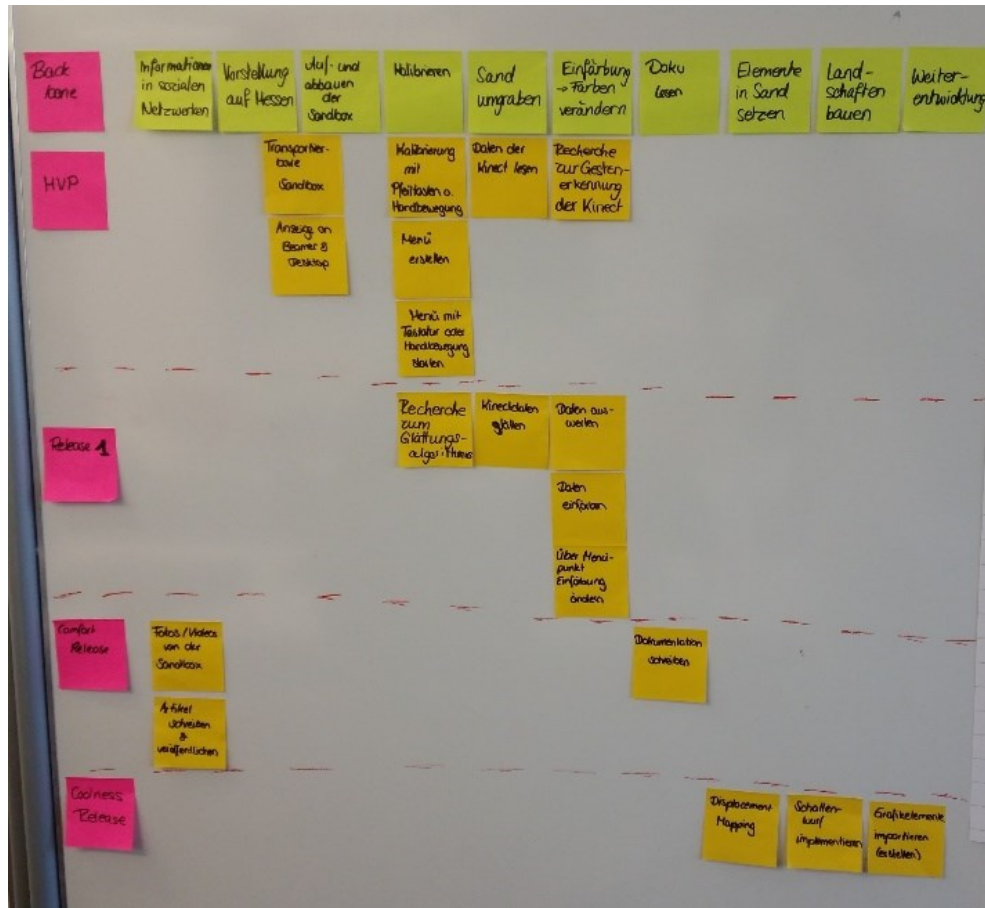 Back
bone
Informationen
in sozialen
Netzwerken
Vorstellung
auf Messen
Auf- und
abbauen
der
Sandbox
Kalibrieren
Sand
umgraben
Einfärbung
→ Farben
verändern
Doku
lesen
Elemente
in Sand
setzen
Land-
schaften
bauen
Weiter-
entwicklung
MVP
Transportier-
bare
Sandbox
Kalibrierung
mit
Pfeiltasten o.
Handbewegung
Daten der
Kinect lesen
Recherche
zur Gesten-
erkennung
der Kinect
Anzeige an
Beamer &
Desktop
Menü
erstellen
Menü mit
Tastatur oder
Handbewegung
starten
Release 1
Recherche
zum
Glättungs-
algorithmus
Kinectdaten
glätten
Daten aus-
werten
Daten
einfärben
Über Menü-
punkt
Einfärbung
ändern
Comfort
Release
Fotos / Videos
von der
Sandbox
Dokumentation
schreiben
Artikel
schreiben
&
veröffentlichen
Coolness
Release
Displacement
Mapping
Schatten-
wurf
implementieren
Grafikelemente
importieren
(erstellen)